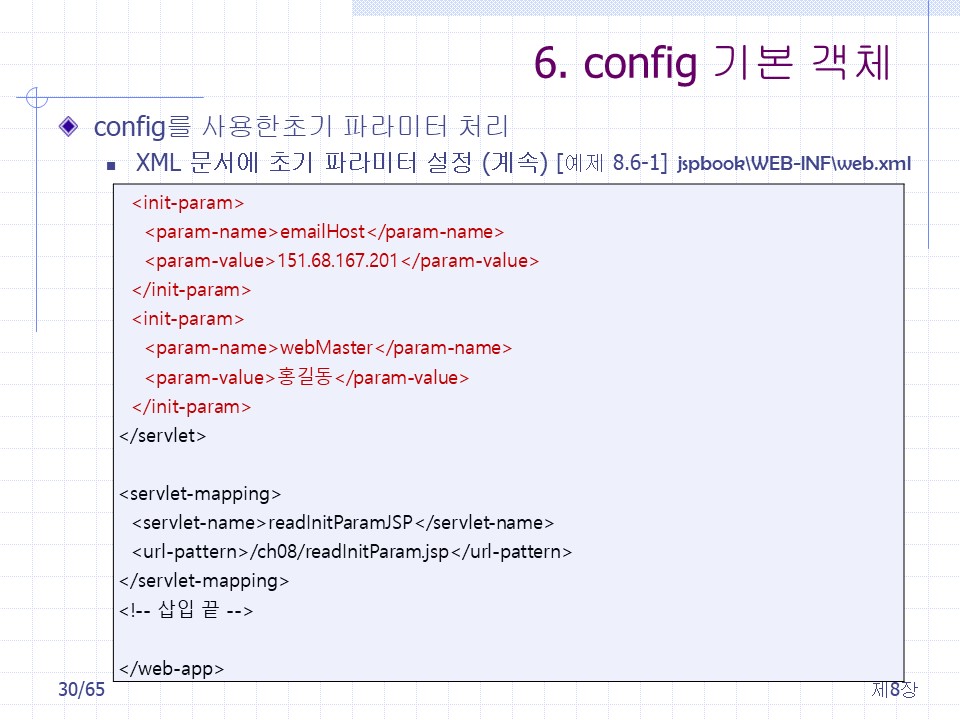 6. config 기본 객체
config를 사용한초기 파라미터 처리
XML 문서에 초기 파라미터 설정 (계속) [예제 8.6-1] jspbook\WEB-INF\web.xml
<init-param>
<param-name>emailHost</param-name>
<param-value>151.68.167.201</param-value>
</init-param>
<init-param>
<param-name>webMaster</param-name>
<param-value>홍길동</param-value>
</init-param>
</servlet>
<servlet-mapping>
<servlet-name>readInitParamJSP</servlet-name>
<url-pattern>/ch08/readInitParam.jsp</url-pattern>
</servlet-mapping>
<!-- 삽입 끝 -->
</web-app>
30/65
제8장